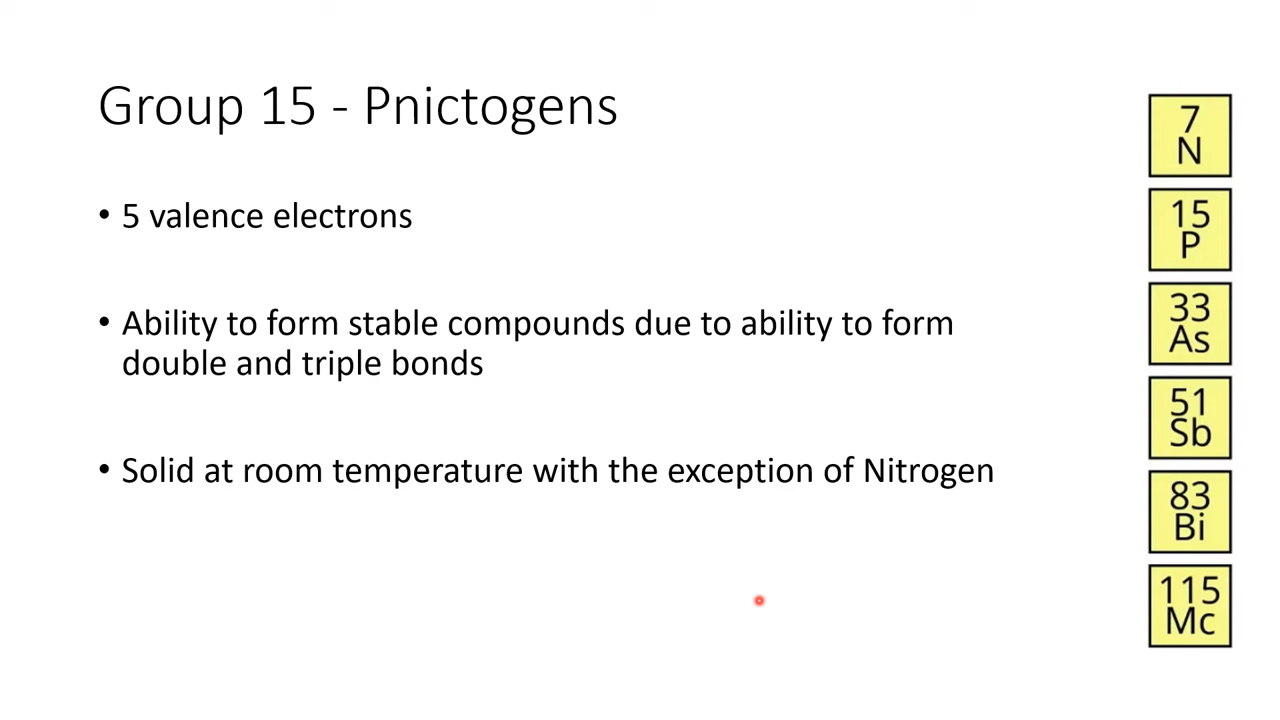 Group 15 - Pnictogens
• 5 valence electrons
• Ability to form stable compounds due to ability to form
double and triple bonds
• Solid at room temperature with the exception of Nitrogen
7
N
15
P
33
As
51
Sb
83
Bi
115
Mc